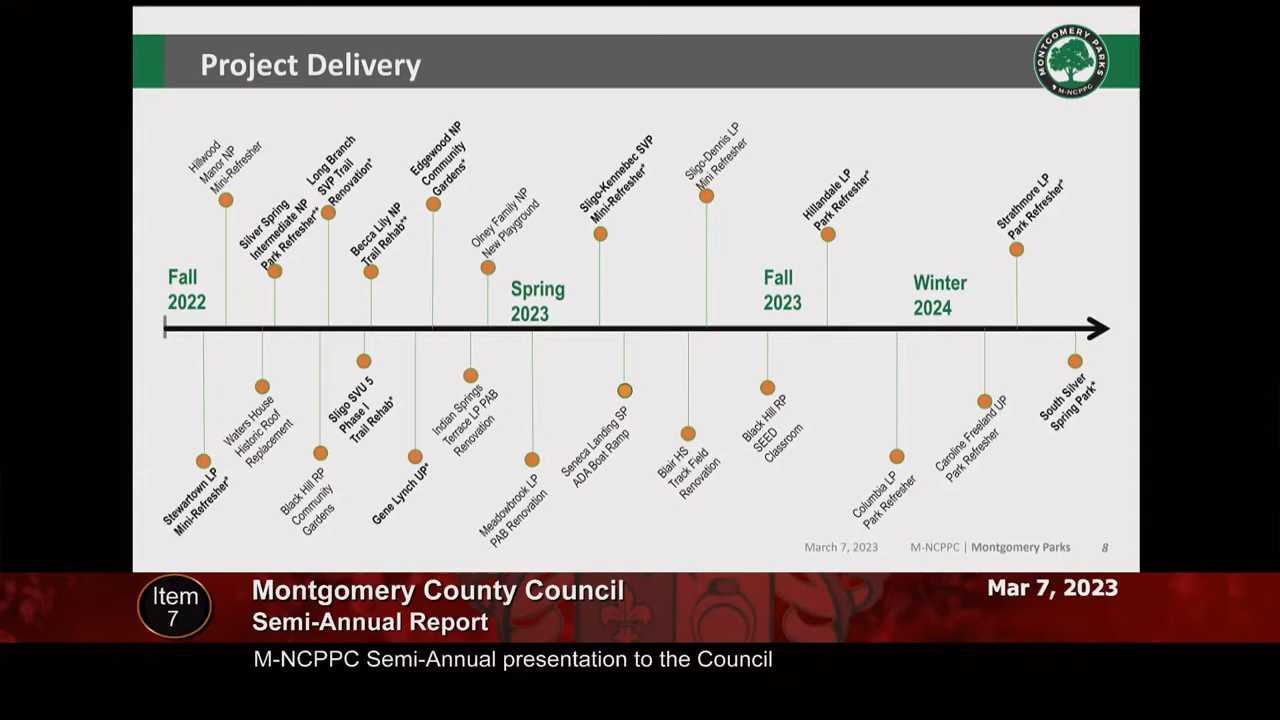 Project Delivery
MONTGOMERY PARKS
M-NCPPC
Hillwood
Manor NP
Mini-Refresher
Silver Spring
Intermediate NP
Park Refresher**
Long Branch
SVP Trail
Renovation*
Becca Lily NP
Trail Rehab**
Edgewood NP
Community
Gardens*
Olney Family NP
New Playground
Sligo-Kennebec SVP
Mini-Refresher*
Sligo-Dennis LP
Mini Refresher
Hillandale LP
Park Refresher*
Strathmore LP
Park Refresher*
Fall
2022
Spring
2023
Fall
2023
Winter
2024
Stewartown LP
Mini-Refresher*
Waters House
Historic Roof
Replacement
Black Hill RP
Community
Gardens
Sligo SVU 5
Phase I
Trail Rehab*
Gene Lynch UP*
Indian Springs
Terrace LP PAB
Renovation
Meadowbrook LP
PAB Renovation
Seneca Landing SP
ADA Boat Ramp
Blair HS
Track Field
Renovation
Black Hill RP
SEED
Classroom
Columbia LP
Park Refresher
Caroline Freeland UP
Park Refresher
South Silver
Spring Park*
March 7, 2023 M-NCPPC | Montgomery Parks 8
Item
7
Montgomery County Council
Semi-Annual Report
Mar 7, 2023
M-NCPPC Semi-Annual presentation to the Council